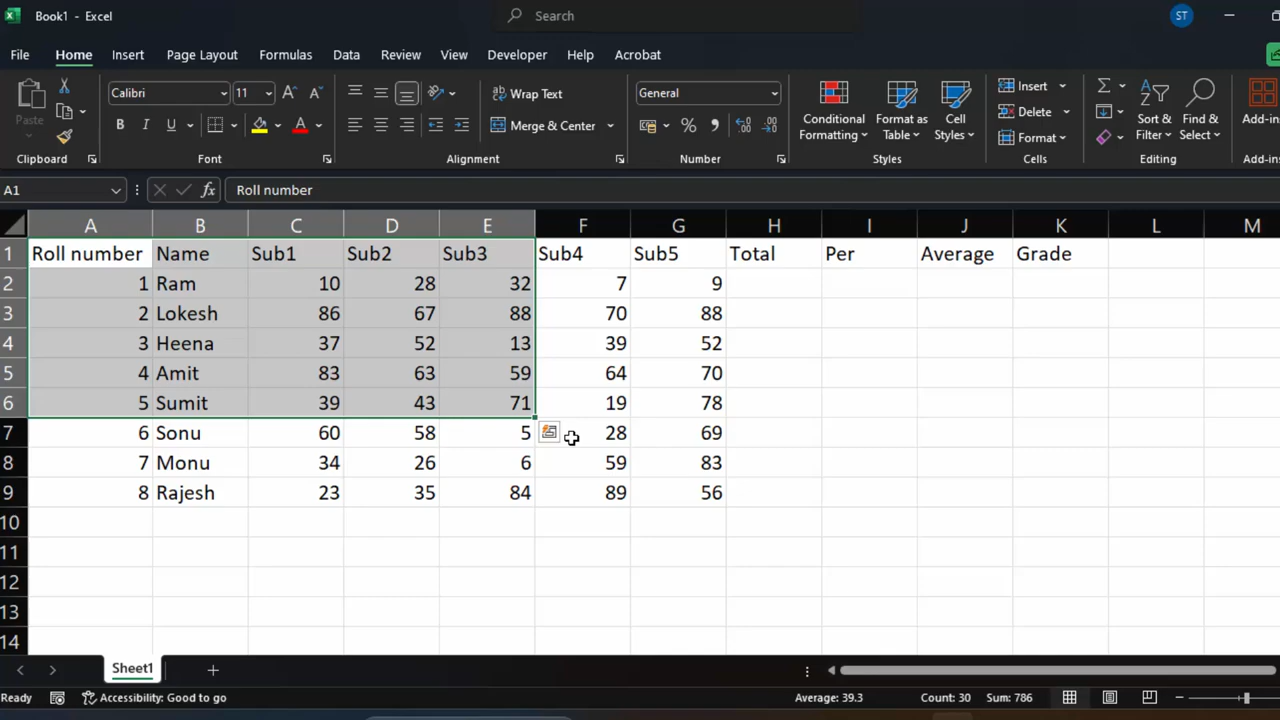 Book1 - Excel
Search
ST
File Home Insert Page Layout Formulas Data Review View Developer Help Acrobat
Paste
Clipboard
Calibri 11 A A
B I U A
Font
Wrap Text
Merge & Center
Alignment
General
% ,
Number
Conditional Formatting
Format as Table
Cell Styles
Styles
Insert
Delete
Format
Cells
Sort & Filter
Find & Select
Editing
Add-ins
Add-ins
A1 fx Roll number
A B C D E F G H I J K L M
1 Roll number Name Sub1 Sub2 Sub3 Sub4 Sub5 Total Per Average Grade
2 1 Ram 10 28 32 7 9
3 2 Lokesh 86 67 88 70 88
4 3 Heena 37 52 13 39 52
5 4 Amit 83 63 59 64 70
6 5 Sumit 39 43 71 19 78
7 6 Sonu 60 58 5 28 69
8 7 Monu 34 26 6 59 83
9 8 Rajesh 23 35 84 89 56
10
11
12
13
14
Sheet1
Ready Accessibility: Good to go Average: 39.3 Count: 30 Sum: 786